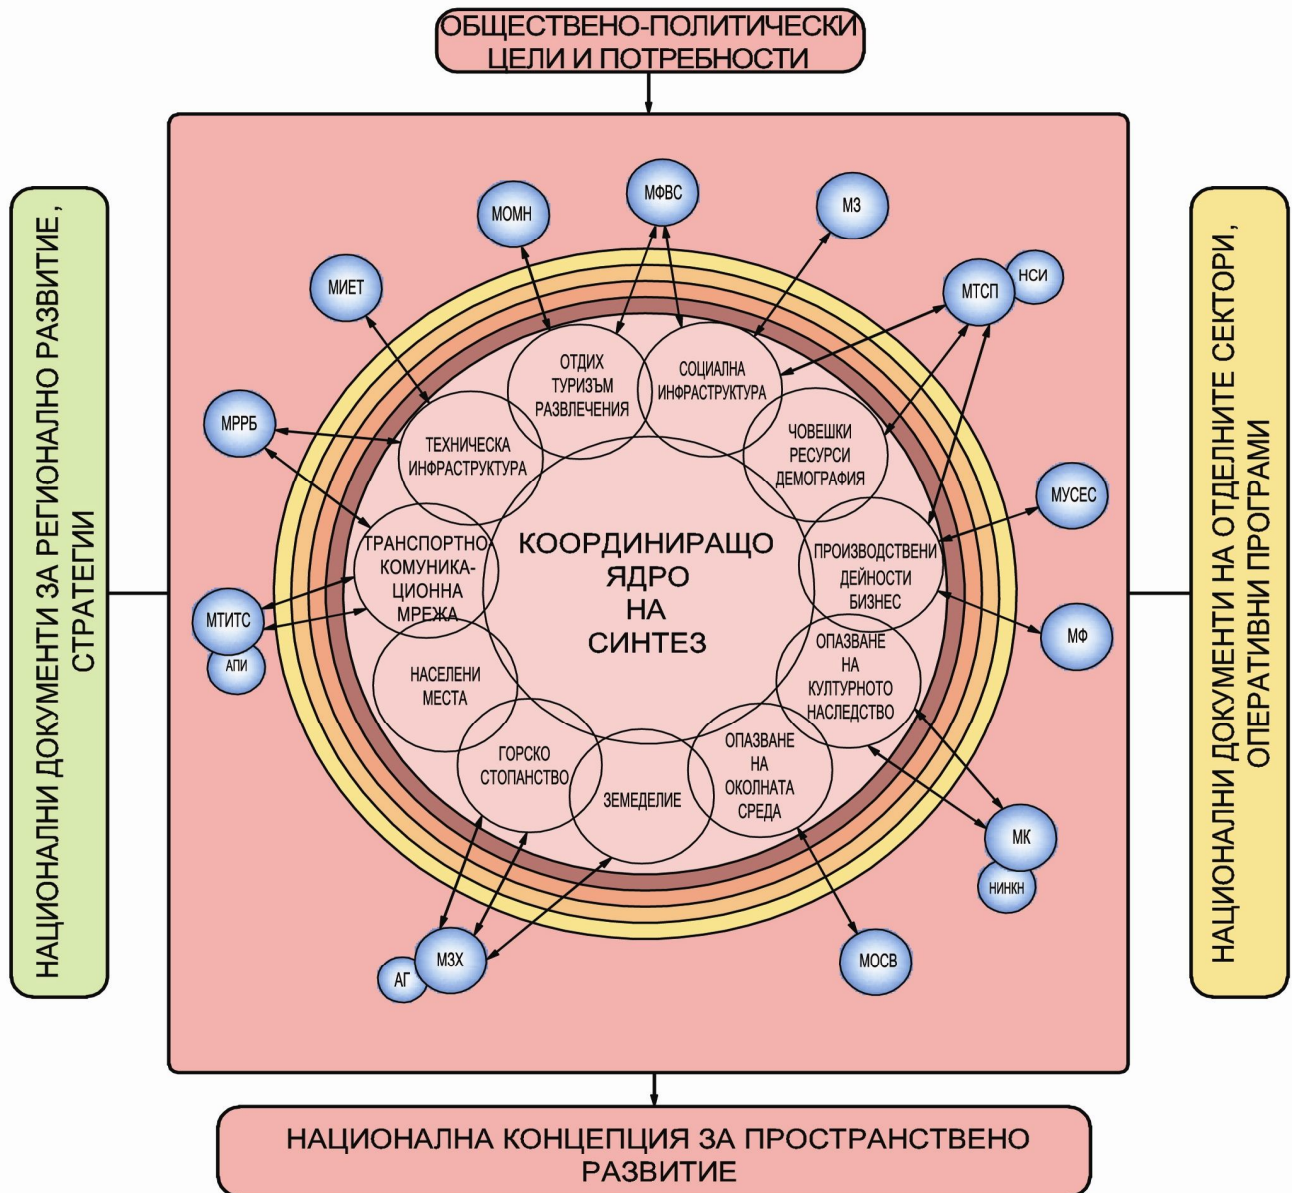 ОБЩЕСТВЕНО-ПОЛИТИЧЕСКИ
ЦЕЛИ И ПОТРЕБНОСТИ
НАЦИОНАЛНИ ДОКУМЕНТИ ЗА РЕГИОНАЛНО РАЗВИТИЕ,
СТРАТЕГИИ
МОМН
МФВС
МЗ
МИЕТ
МТСП
НСИ
МРРБ
МУСЕС
МТИТС
АПИ
МФ
МК
НИНКН
АГ
МЗХ
МОСВ
ОТДИХ
ТУРИЗЪМ
РАЗВЛЕЧЕНИЯ
СОЦИАЛНА
ИНФРАСТРУКТУРА
ТЕХНИЧЕСКА
ИНФРАСТРУКТУРА
ЧОВЕШКИ
РЕСУРСИ
ДЕМОГРАФИЯ
ТРАНСПОРТНО
КОМУНИКА-
ЦИОННА
МРЕЖА
КООРДИНИРАЩО
ЯДРО
НА
СИНТЕЗ
ПРОИЗВОДСТВЕНИ
ДЕЙНОСТИ
БИЗНЕС
НАСЕЛЕНИ
МЕСТА
ОПАЗВАНЕ
НА
КУЛТУРНОТО
НАСЛЕДСТВО
ГОРСКО
СТОПАНСТВО
ЗЕМЕДЕЛИЕ
ОПАЗВАНЕ
НА
ОКОЛНАТА
СРЕДА
НАЦИОНАЛНИ ДОКУМЕНТИ НА ОТДЕЛНИТЕ СЕКТОРИ,
ОПЕРАТИВНИ ПРОГРАМИ
НАЦИОНАЛНА КОНЦЕПЦИЯ ЗА ПРОСТРАНСТВЕНО
РАЗВИТИЕ